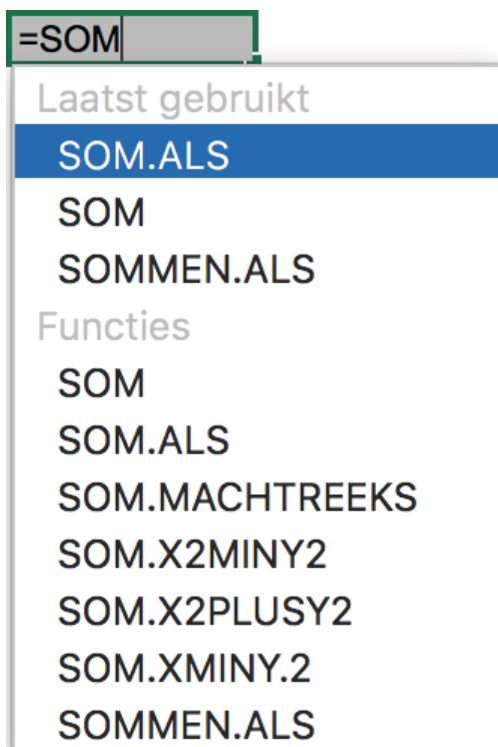 =SOM
Laatst gebruikt
SOM.ALS
SOM
SOMMEN.ALS
Functies
SOM
SOM.ALS
SOM.MACHTREEKS
SOM.X2MINY2
SOM.X2PLUSY2
SOM.XMINY.2
SOMMEN.ALS